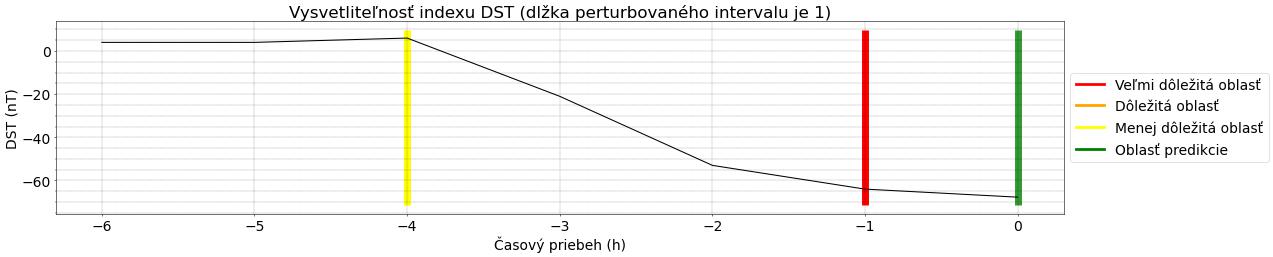 Vysvetliteľnosť indexu DST (dĺžka perturbovaného intervalu je 1)
DST (nT)
0
−20
−40
−60
−6
−5
−4
−3
−2
−1
0
Časový priebeh (h)
Veľmi dôležitá oblasť
Dôležitá oblasť
Menej dôležitá oblasť
Oblasť predikcie